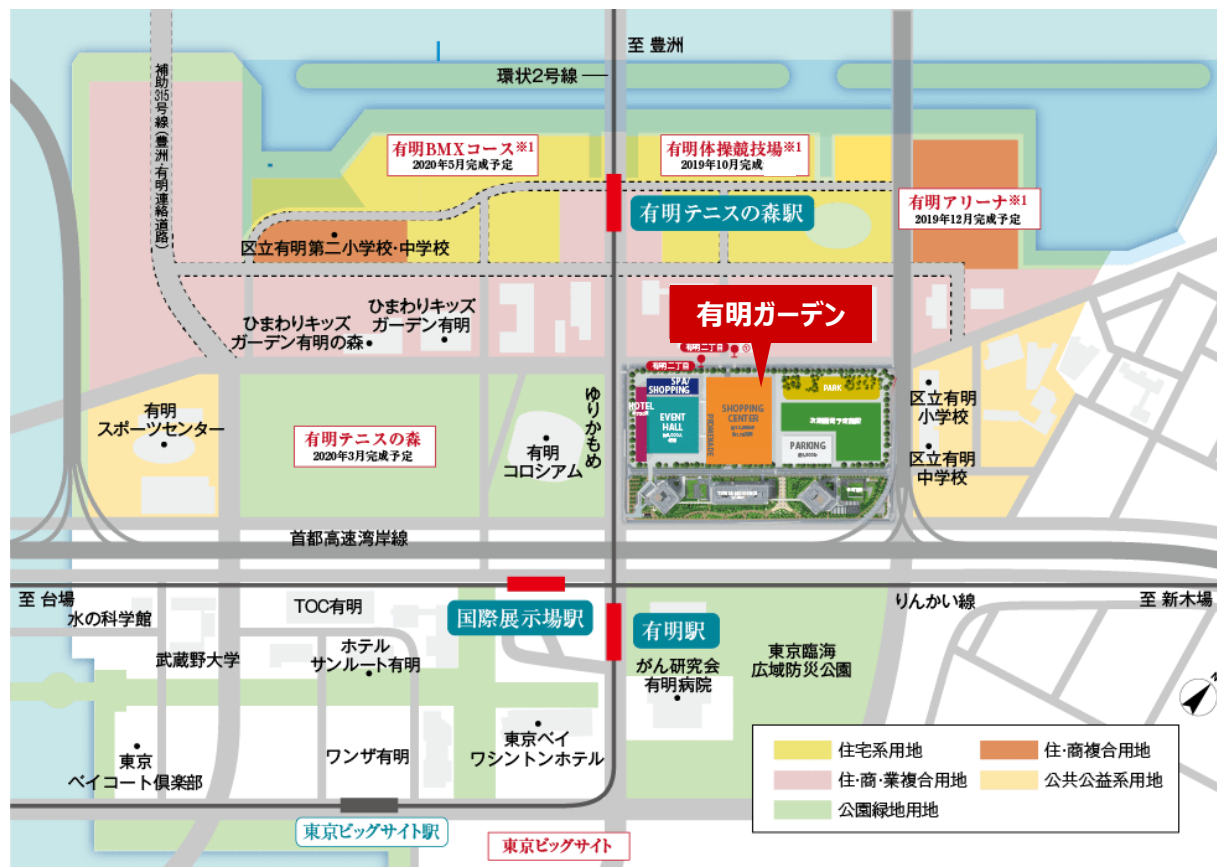 至 豊洲
環状2号線
補助315号線(豊洲・有明連絡道路)
有明BMXコース※1
2020年5月完成予定
有明体操競技場※1
2019年10月完成
有明アリーナ※1
2019年12月完成予定
有明テニスの森駅
区立有明第二小学校・中学校
ひまわりキッズ
ガーデン有明
ひまわりキッズ
ガーデン有明の森
有明ガーデン
有明二丁目
有明二丁目
①
SPA/
SHOPPING
PARK
HOTEL
EVENT
HALL
PROMENADE
SHOPPING
CENTER
PARKING
区立有明
小学校
区立有明
中学校
有明
スポーツセンター
有明テニスの森
2020年3月完成予定
有明
コロシアム
ゆりかもめ
首都高速湾岸線
至 台場
りんかい線
至 新木場
水の科学館
TOC有明
国際展示場駅
有明駅
武蔵野大学
ホテル
サンルート有明
がん研究会
有明病院
東京臨海
広域防災公園
東京
ベイコート倶楽部
ワンザ有明
東京ベイ
ワシントンホテル
東京ビッグサイト駅
東京ビッグサイト
N
住宅系用地
住・商複合用地
住・商・業複合用地
公共公益系用地
公園緑地用地